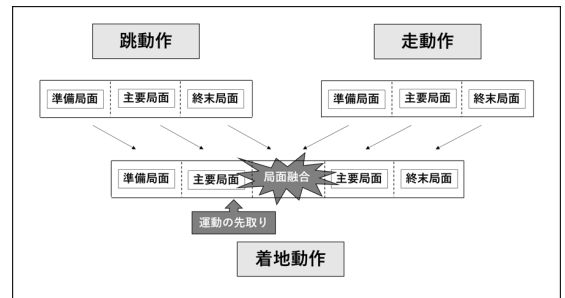 跳動作
走動作
準備局面 主要局面 終末局面
準備局面 主要局面 終末局面
準備局面 主要局面 局面融合 主要局面 終末局面
運動の先取り
着地動作